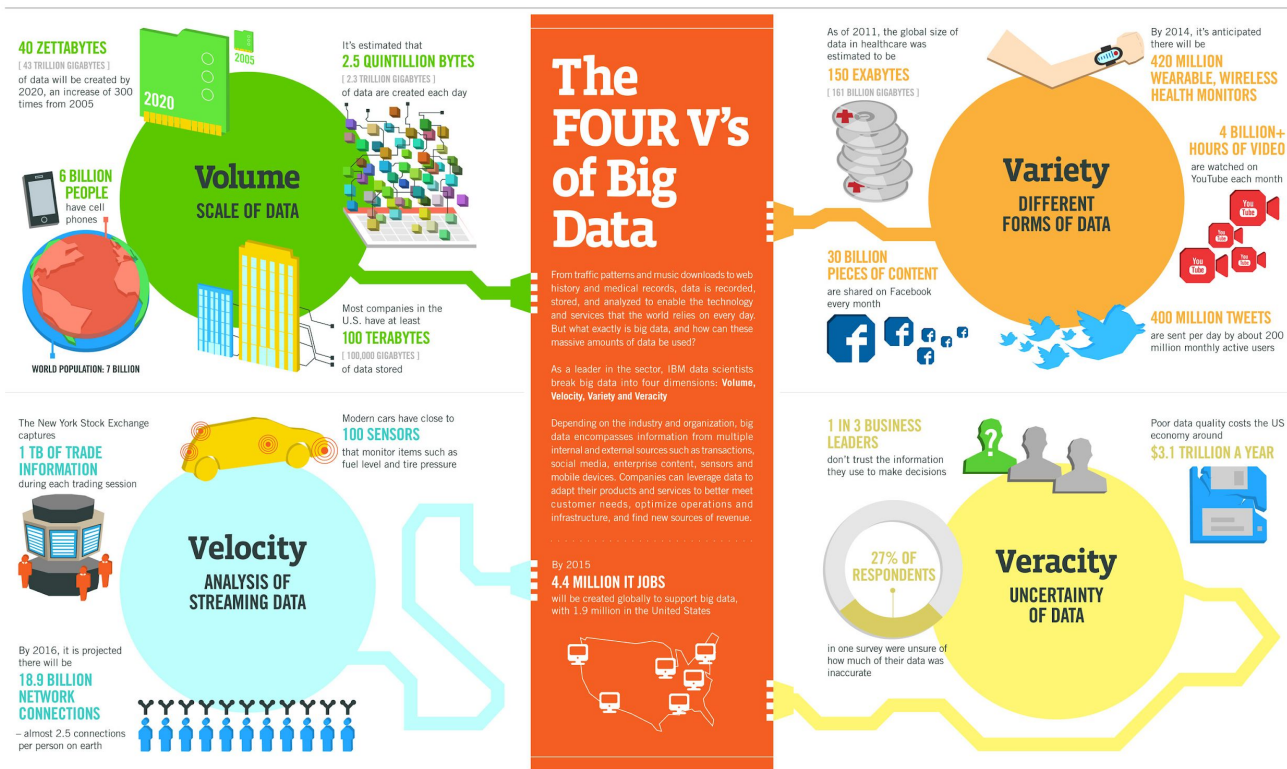 40 ZETTABYTES
[ 43 TRILLION GIGABYTES ]
of data will be created by
2020, an increase of 300
times from 2005
2005
2020
It's estimated that
2.5 QUINTILLION BYTES
[ 2.3 TRILLION GIGABYTES ]
of data are created each day
Volume
SCALE OF DATA
6 BILLION
PEOPLE
have cell
phones
WORLD POPULATION: 7 BILLION
Most companies in the
U.S. have at least
100 TERABYTES
[ 100,000 GIGABYTES ]
of data stored
The New York Stock Exchange
captures
1 TB OF TRADE
INFORMATION
during each trading session
Modern cars have close to
100 SENSORS
that monitor items such as
fuel level and tire pressure
Velocity
ANALYSIS OF
STREAMING DATA
By 2016, it is projected
there will be
18.9 BILLION
NETWORK
CONNECTIONS
– almost 2.5 connections
per person on earth
The
FOUR V's
of Big
Data
From traffic patterns and music downloads to web
history and medical records, data is recorded,
stored, and analyzed to enable the technology
and services that the world relies on every day.
But what exactly is big data, and how can these
massive amounts of data be used?
As a leader in the sector, IBM data scientists
break big data into four dimensions: Volume,
Velocity, Variety and Veracity
Depending on the industry and organization, big
data encompasses information from multiple
internal and external sources such as transactions,
social media, enterprise content, sensors and
mobile devices. Companies can leverage data to
adapt their products and services to better meet
customer needs, optimize operations and
infrastructure, and find new sources of revenue.
By 2015
4.4 MILLION IT JOBS
will be created globally to support big data,
with 1.9 million in the United States
As of 2011, the global size of
data in healthcare was
estimated to be
150 EXABYTES
[ 161 BILLION GIGABYTES ]
By 2014, it's anticipated
there will be
420 MILLION
WEARABLE, WIRELESS
HEALTH MONITORS
Variety
DIFFERENT
FORMS OF DATA
4 BILLION+
HOURS OF VIDEO
are watched on
YouTube each month
You
Tube
You
Tube
You
Tube
You
Tube
30 BILLION
PIECES OF CONTENT
are shared on Facebook
every month
400 MILLION TWEETS
are sent per day by about 200
million monthly active users
1 IN 3 BUSINESS
LEADERS
don't trust the information
they use to make decisions
?
Poor data quality costs the US
economy around
$3.1 TRILLION A YEAR
27% OF
RESPONDENTS
in one survey were unsure of
how much of their data was
inaccurate
Veracity
UNCERTAINTY
OF DATA